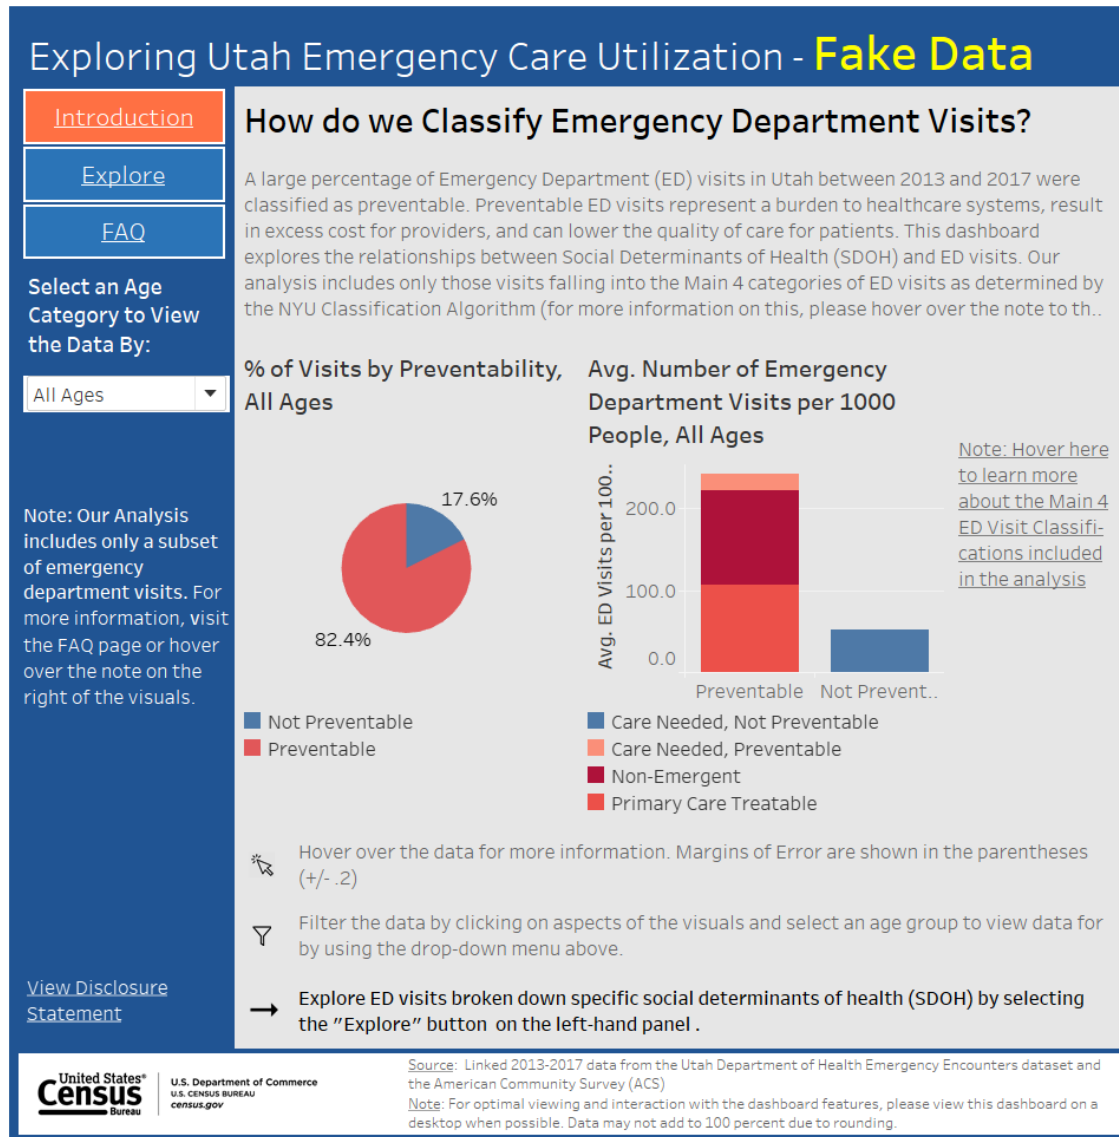 Exploring Utah Emergency Care Utilization - Fake Data
Introduction
Explore
FAQ
Select an Age
Category to View
the Data By:
All Ages
Note: Our Analysis
includes only a subset
of emergency
department visits. For
more information, visit
the FAQ page or hover
over the note on the
right of the visuals.
View Disclosure
Statement
How do we Classify Emergency Department Visits?
A large percentage of Emergency Department (ED) visits in Utah between 2013 and 2017 were
classified as preventable. Preventable ED visits represent a burden to healthcare systems, result
in excess cost for providers, and can lower the quality of care for patients. This dashboard
explores the relationships between Social Determinants of Health (SDOH) and ED visits. Our
analysis includes only those visits falling into the Main 4 categories of ED visits as determined by
the NYU Classification Algorithm (for more information on this, please hover over the note to th..
% of Visits by Preventability,
All Ages
17.6%
82.4%
Not Preventable
Preventable
Avg. Number of Emergency
Department Visits per 1000
People, All Ages
Avg. ED Visits per 100..
200.0
100.0
0.0
Preventable Not Prevent..
Care Needed, Not Preventable
Care Needed, Preventable
Non-Emergent
Primary Care Treatable
Note: Hover here
to learn more
about the Main 4
ED Visit Classifi-
cations included
in the analysis
Hover over the data for more information. Margins of Error are shown in the parentheses
(+/- .2)
Filter the data by clicking on aspects of the visuals and select an age group to view data for
by using the drop-down menu above.
Explore ED visits broken down specific social determinants of health (SDOH) by selecting
the "Explore" button on the left-hand panel .
United States®
Census
Bureau
U.S. Department of Commerce
U.S. CENSUS BUREAU
census.gov
Source: Linked 2013-2017 data from the Utah Department of Health Emergency Encounters dataset and
the American Community Survey (ACS)
Note: For optimal viewing and interaction with the dashboard features, please view this dashboard on a
desktop when possible. Data may not add to 100 percent due to rounding.